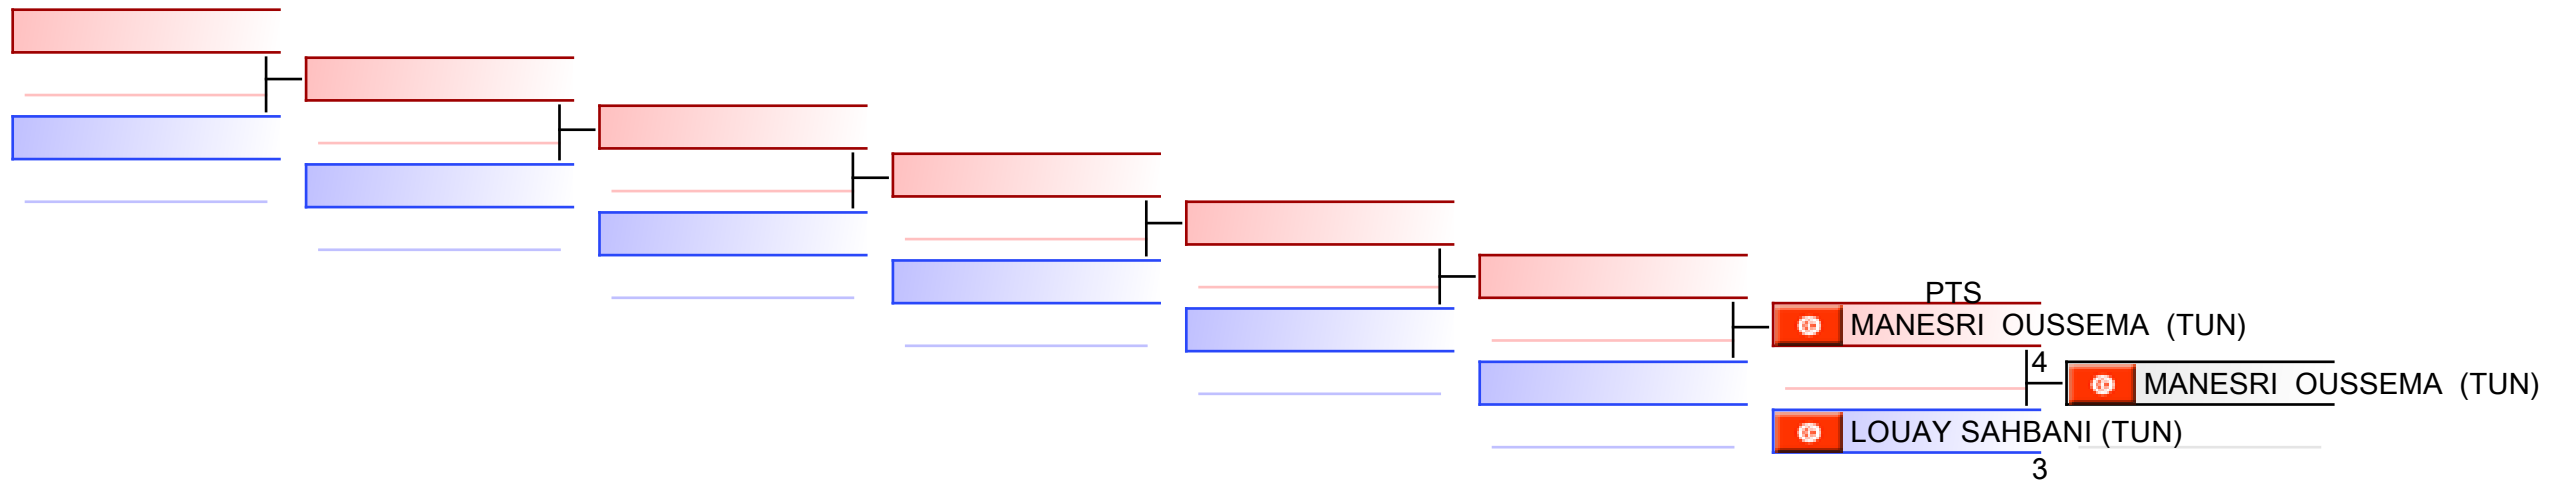 PTS
MANESRI OUSSEMA (TUN)
4
MANESRI OUSSEMA (TUN)
LOUAY SAHBANI (TUN)
3